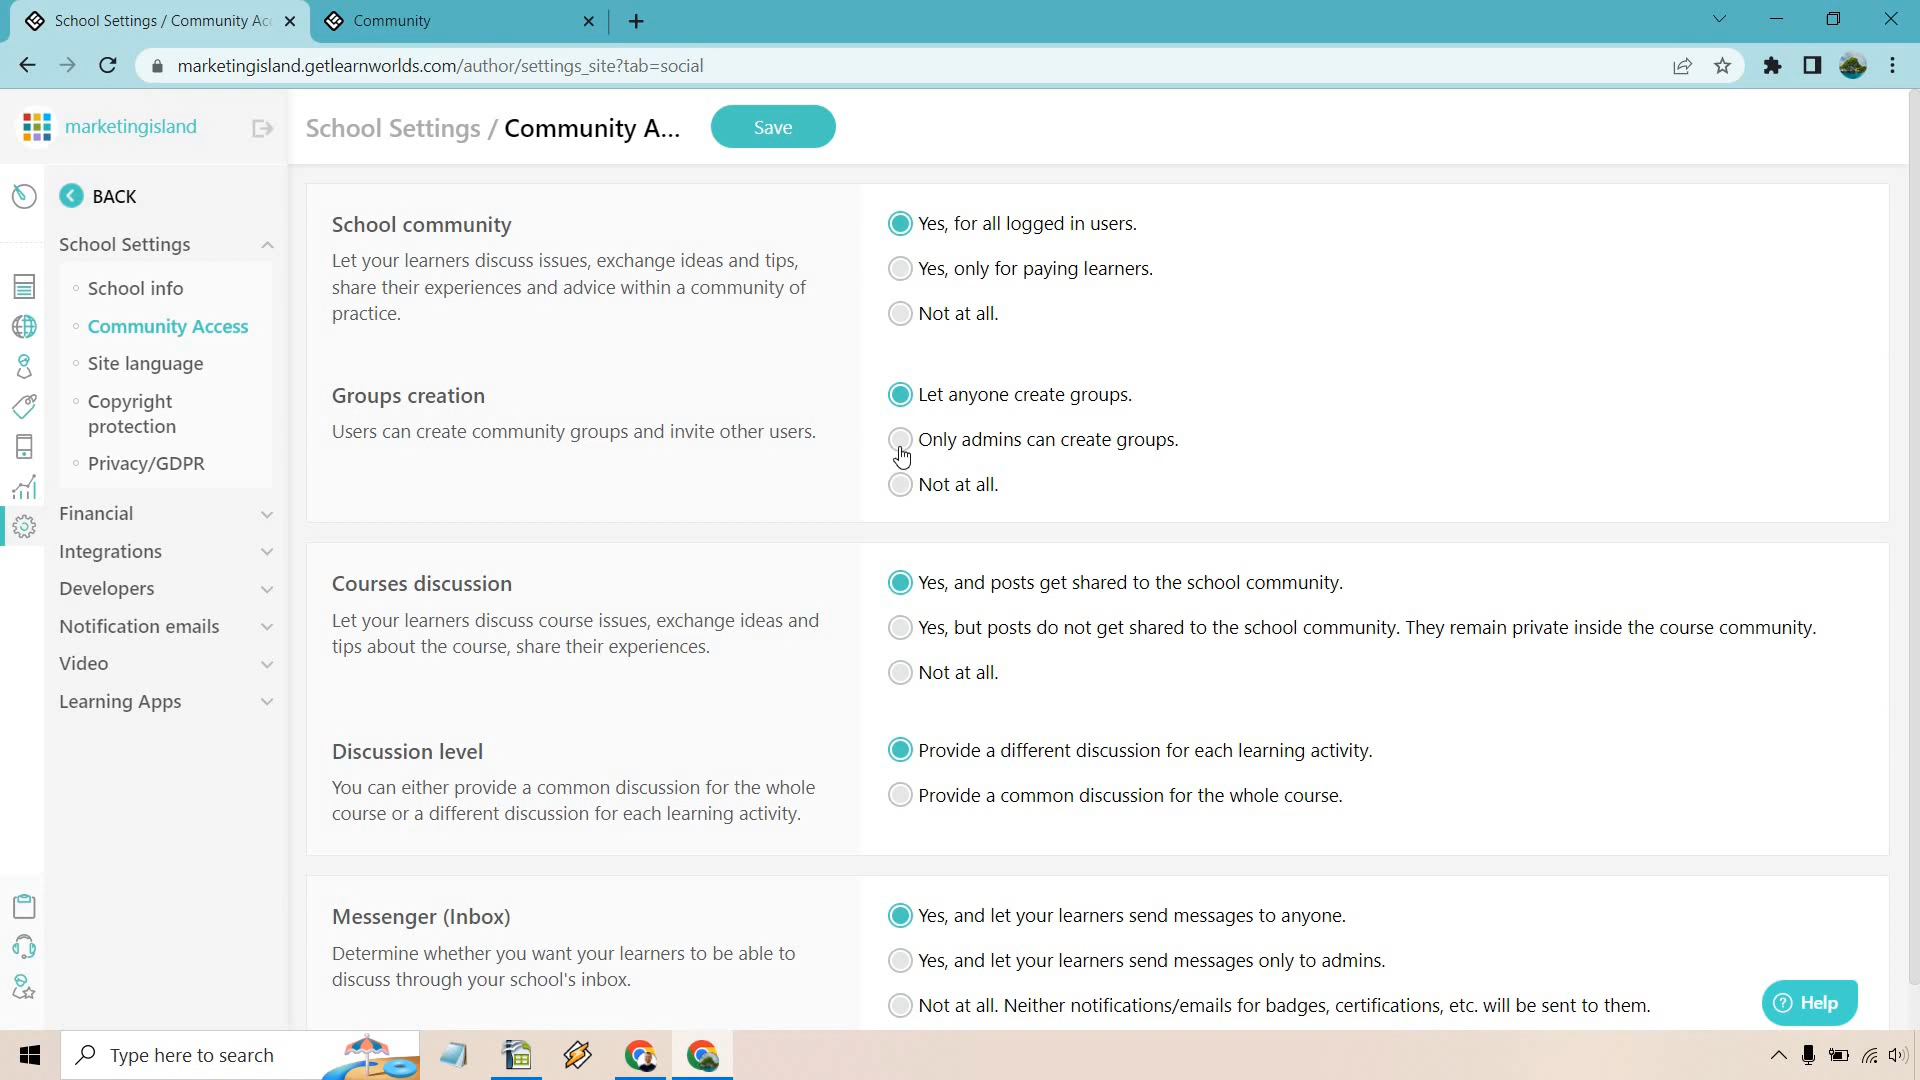 School Settings / Community Ac
Community
marketingisland.getlearnworlds.com/author/settings_site?tab=social
marketingisland
School Settings / Community A...
Save
BACK
School Settings
School info
Community Access
Site language
Copyright
protection
Privacy/GDPR
Financial
Integrations
Developers
Notification emails
Video
Learning Apps
School community
Let your learners discuss issues, exchange ideas and tips,
share their experiences and advice within a community of
practice.
Yes, for all logged in users.
Yes, only for paying learners.
Not at all.
Groups creation
Users can create community groups and invite other users.
Let anyone create groups.
Only admins can create groups.
Not at all.
Courses discussion
Let your learners discuss course issues, exchange ideas and
tips about the course, share their experiences.
Yes, and posts get shared to the school community.
Yes, but posts do not get shared to the school community. They remain private inside the course community.
Not at all.
Discussion level
You can either provide a common discussion for the whole
course or a different discussion for each learning activity.
Provide a different discussion for each learning activity.
Provide a common discussion for the whole course.
Messenger (Inbox)
Determine whether you want your learners to be able to
discuss through your school's inbox.
Yes, and let your learners send messages to anyone.
Yes, and let your learners send messages only to admins.
Not at all. Neither notifications/emails for badges, certifications, etc. will be sent to them.
Help
Type here to search